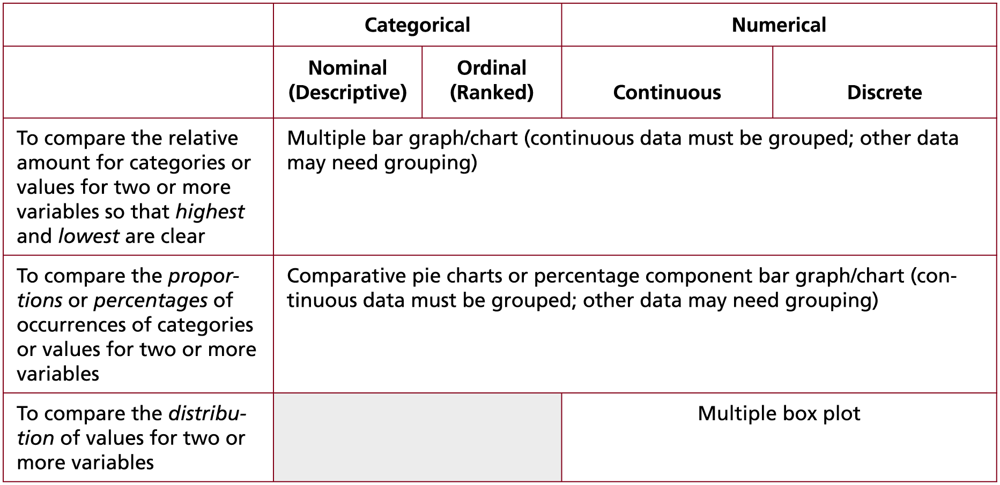 Categorical
Numerical
Nominal
(Descriptive)
Ordinal
(Ranked)
Continuous
Discrete
To compare the relative
amount for categories or
values for two or more
variables so that highest
and lowest are clear
Multiple bar graph/chart (continuous data must be grouped; other data
may need grouping)
To compare the propor-
tions or percentages of
occurrences of categories
or values for two or more
variables
Comparative pie charts or percentage component bar graph/chart (con-
tinuous data must be grouped; other data may need grouping)
To compare the distribu-
tion of values for two or
more variables
Multiple box plot